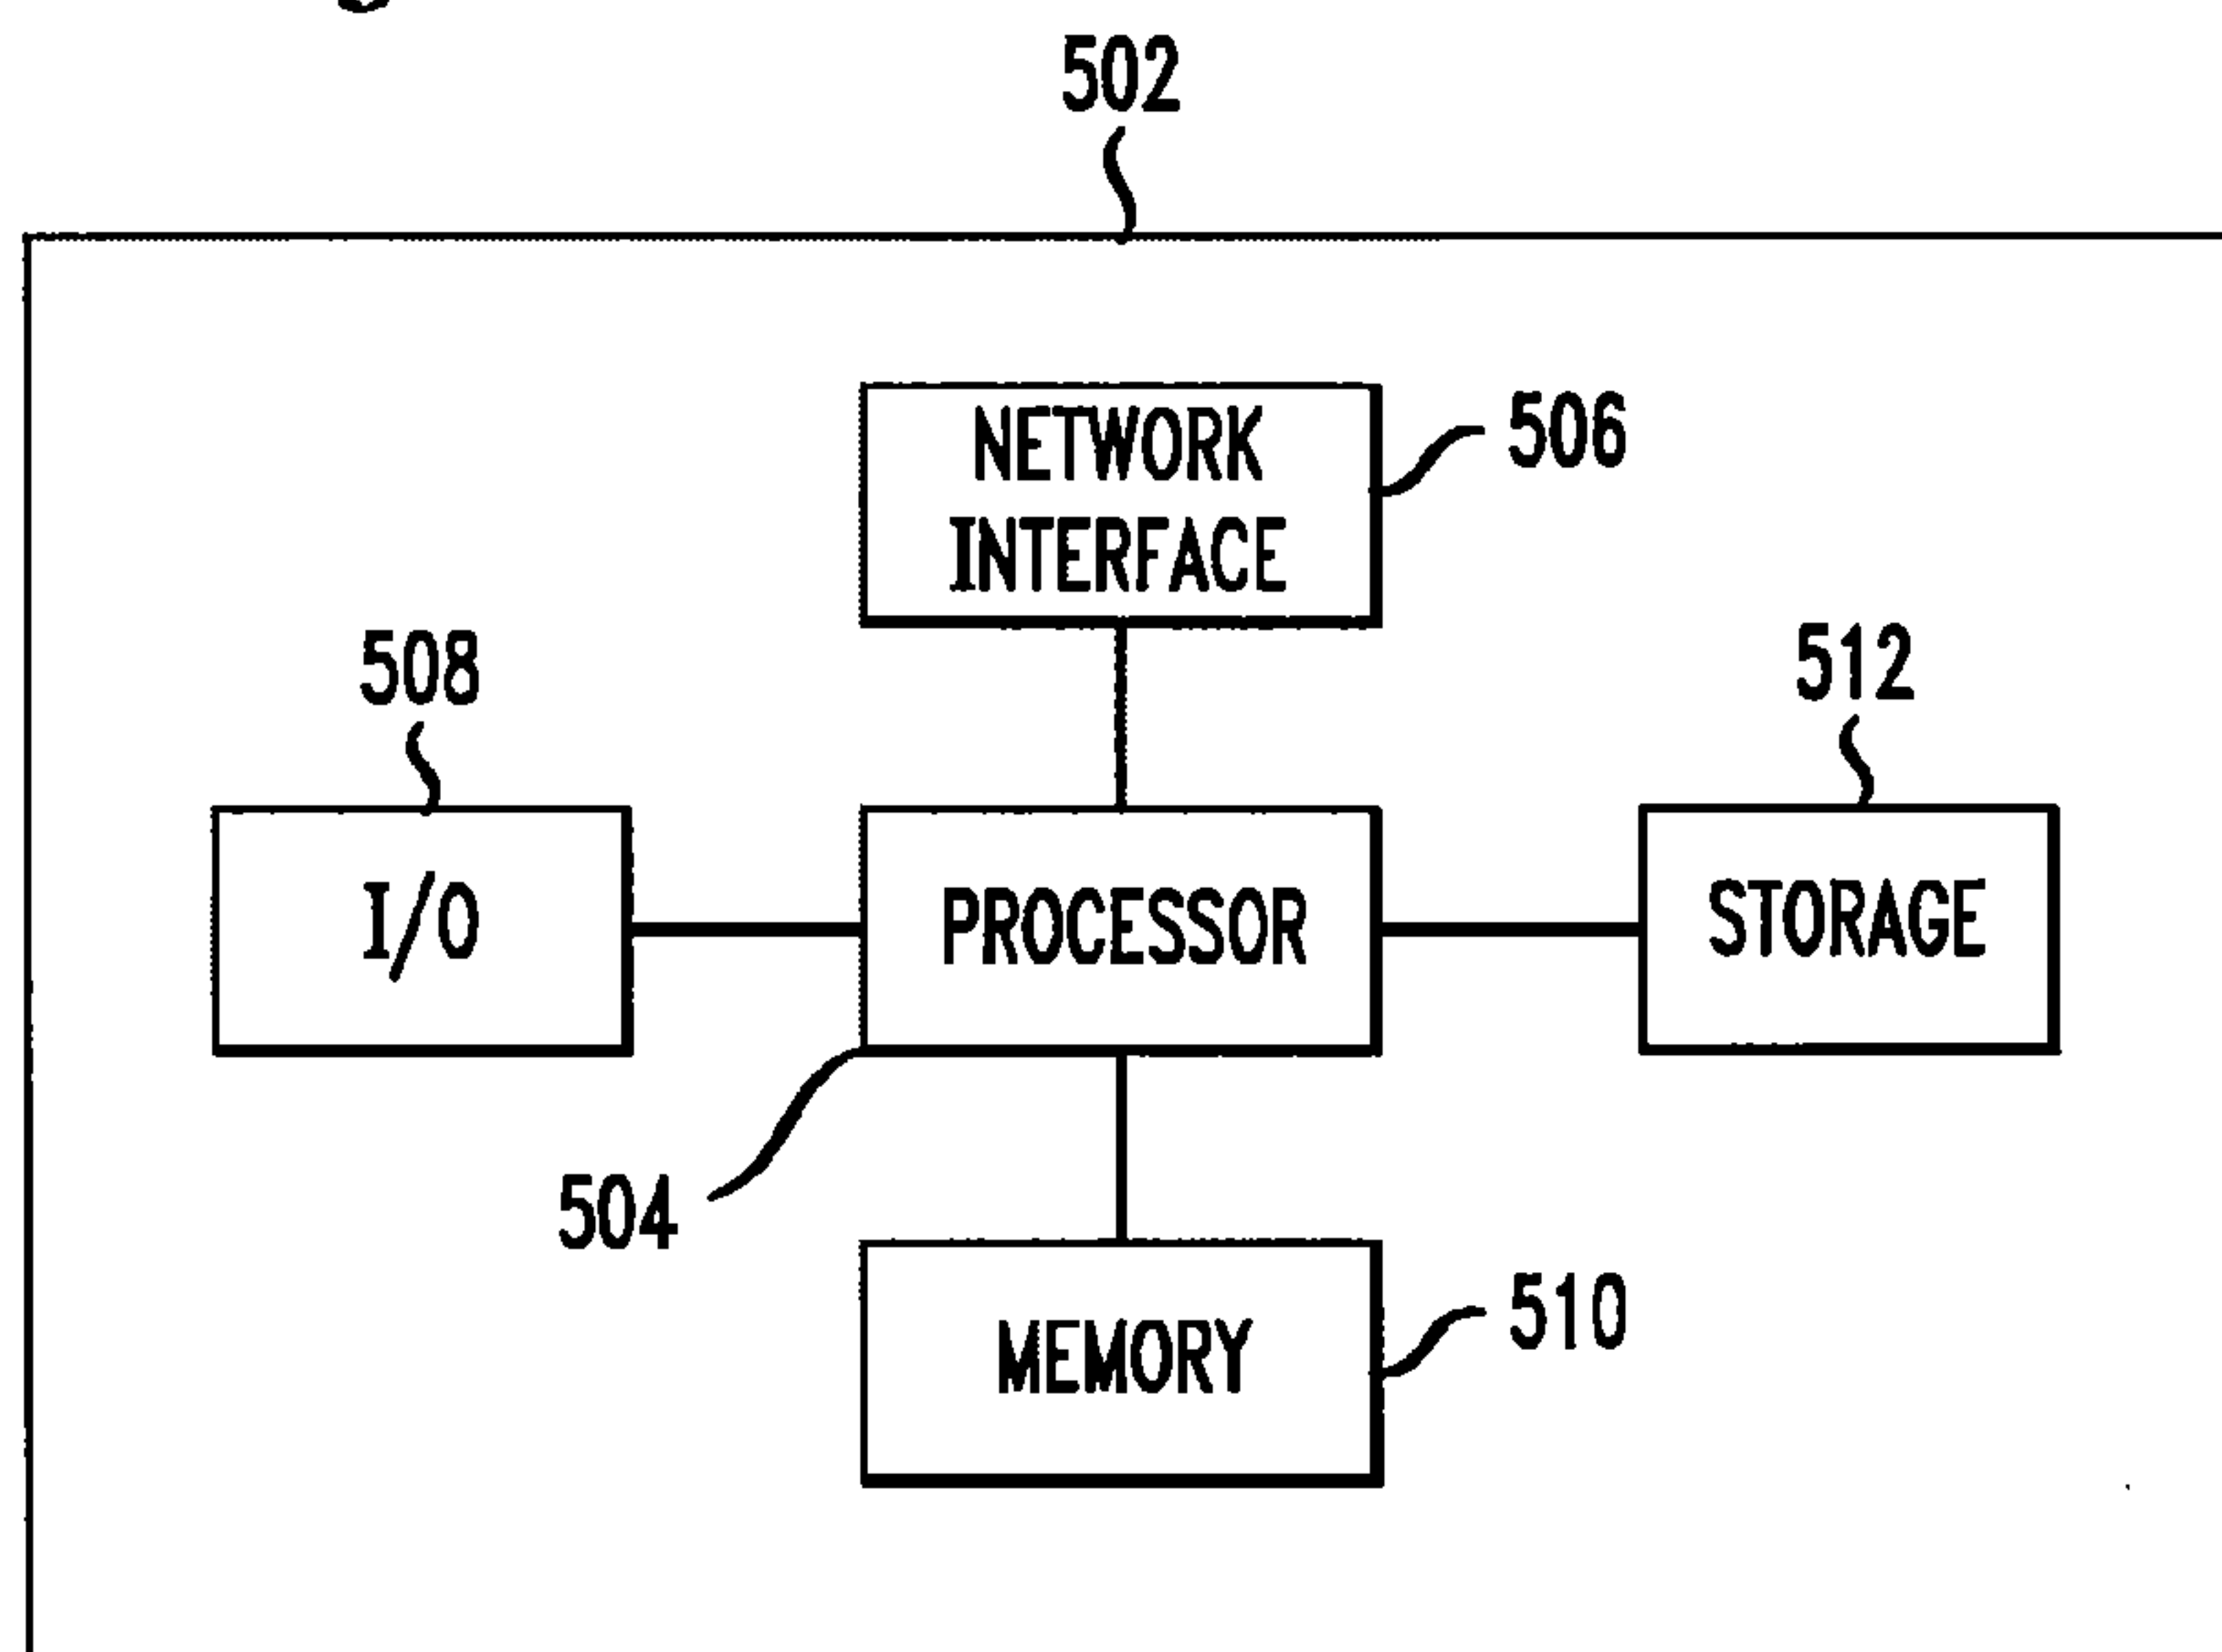 502
NETWORK
INTERFACE
506
508
512
I/O
PROCESSOR
STORAGE
504
MEMORY
510